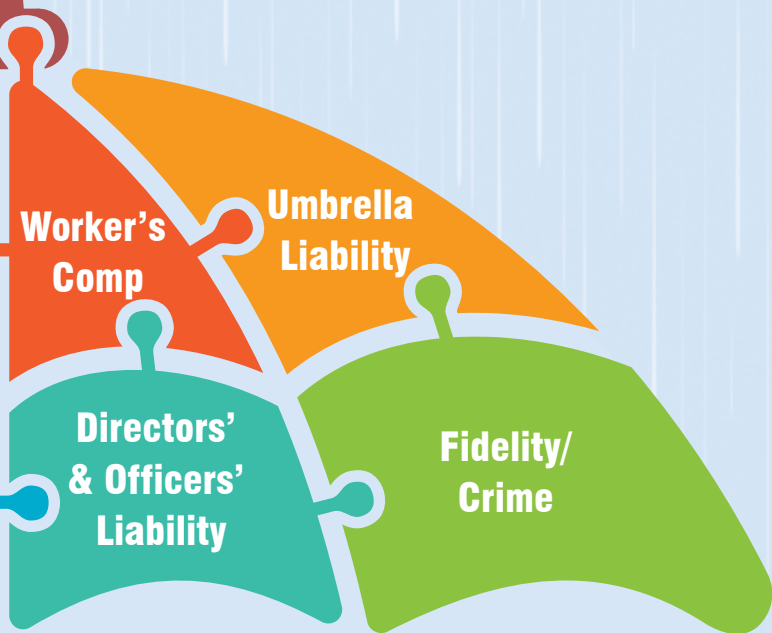 Worker’s
Comp
Umbrella
Liability
Directors’
& Officers’
Liability
Fidelity/
Crime